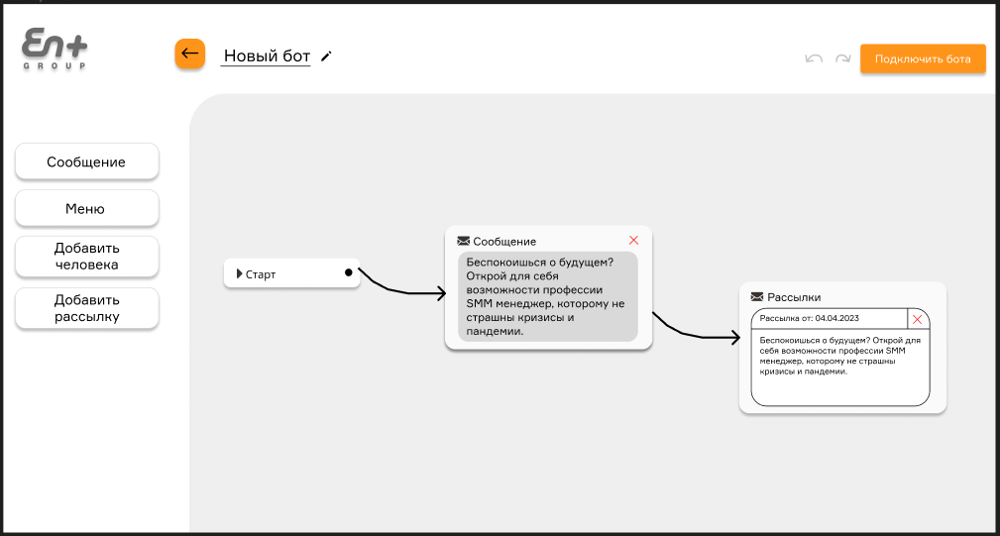 En+
GROUP
Новый бот
Подключить бота
Сообщение
Меню
Добавить
человека
Добавить
рассылку
Старт
Сообщение
Беспокоишься о будущем?
Открой для себя
возможности профессии
SMM менеджер, которому не
страшны кризисы и
пандемии.
Рассылки
Рассылка от: 04.04.2023
Беспокоишься о будущем? Открой для
себя возможности профессии SMM
менеджер, которому не страшны
кризисы и пандемии.